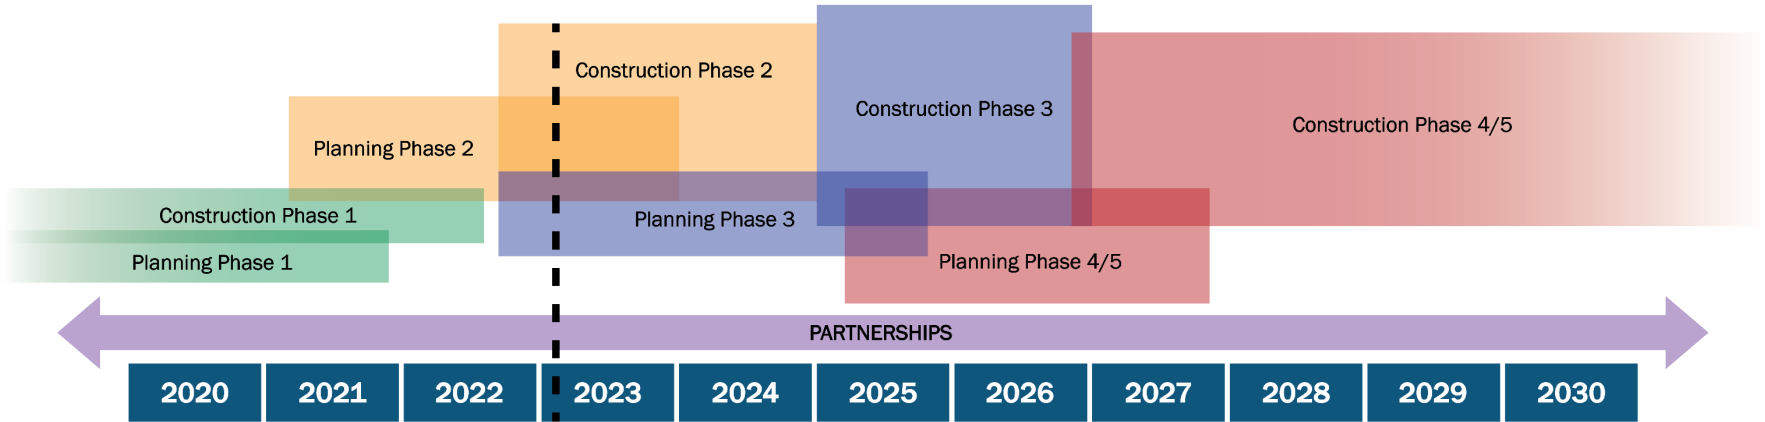 Construction Phase 2
Construction Phase 3
Construction Phase 4/5
Planning Phase 2
Construction Phase 1
Planning Phase 3
Planning Phase 1
Planning Phase 4/5
PARTNERSHIPS
2020 2021 2022 2023 2024 2025 2026 2027 2028 2029 2030